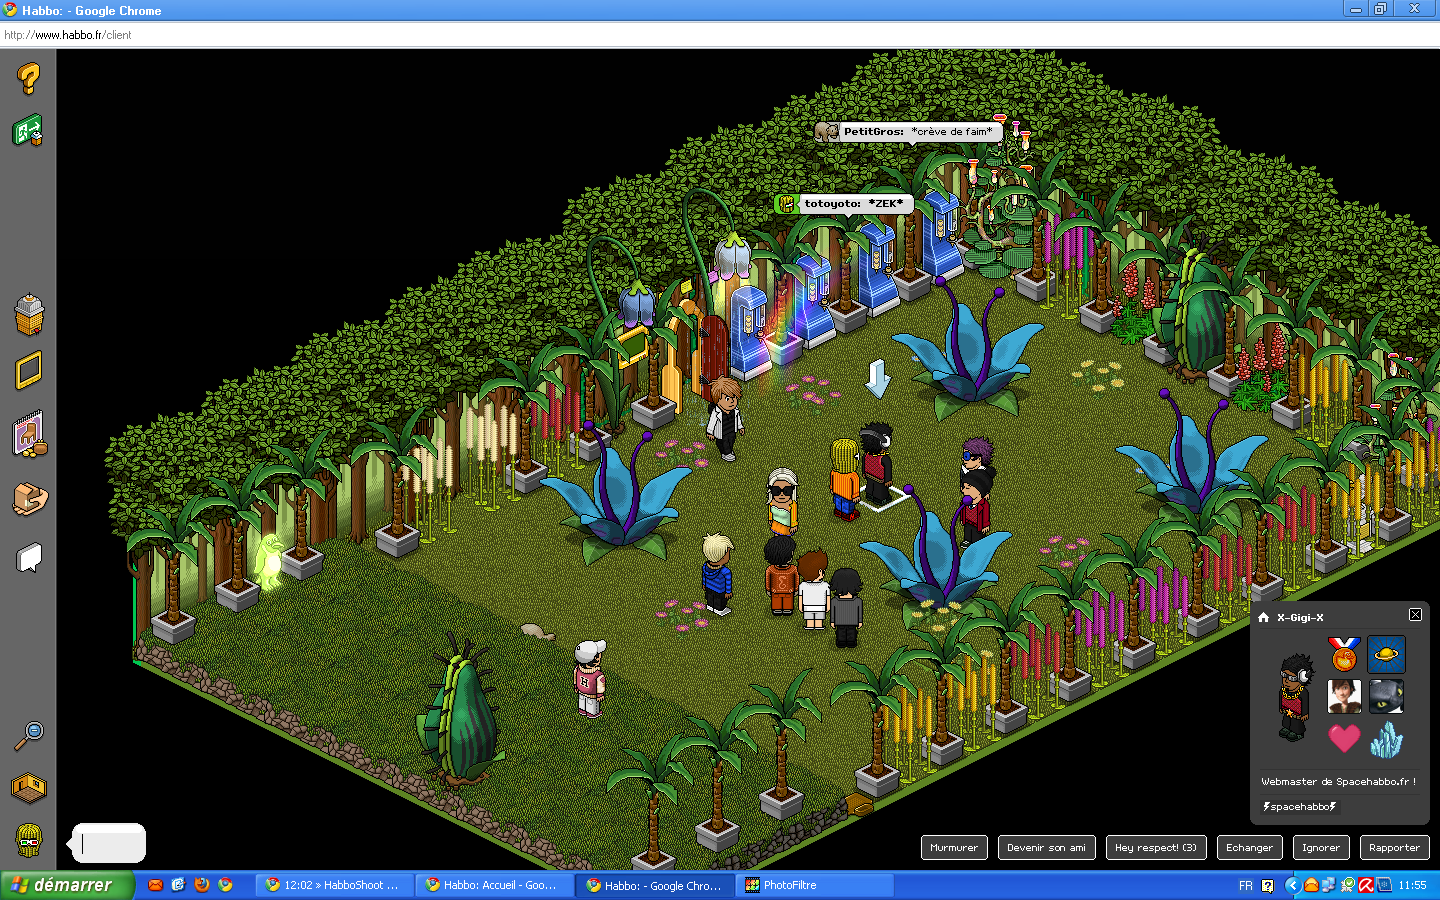 Habbo: - Google Chrome
http://www.habbo.fr/client
PetitGros: *crève de faim*
totoyoto: *ZEK*
H
X-Gigi-X
Webmaster de Spacehabbo.fr !
spacehabbo
Murmurer
Devenir son ami
Hey respect! (3)
Echanger
Ignorer
Rapporter
démarrer
12:02 » HabboShoot ...
Habbo: Accueil - Goo...
Habbo: - Google Chro...
PhotoFiltre
FR
11:55